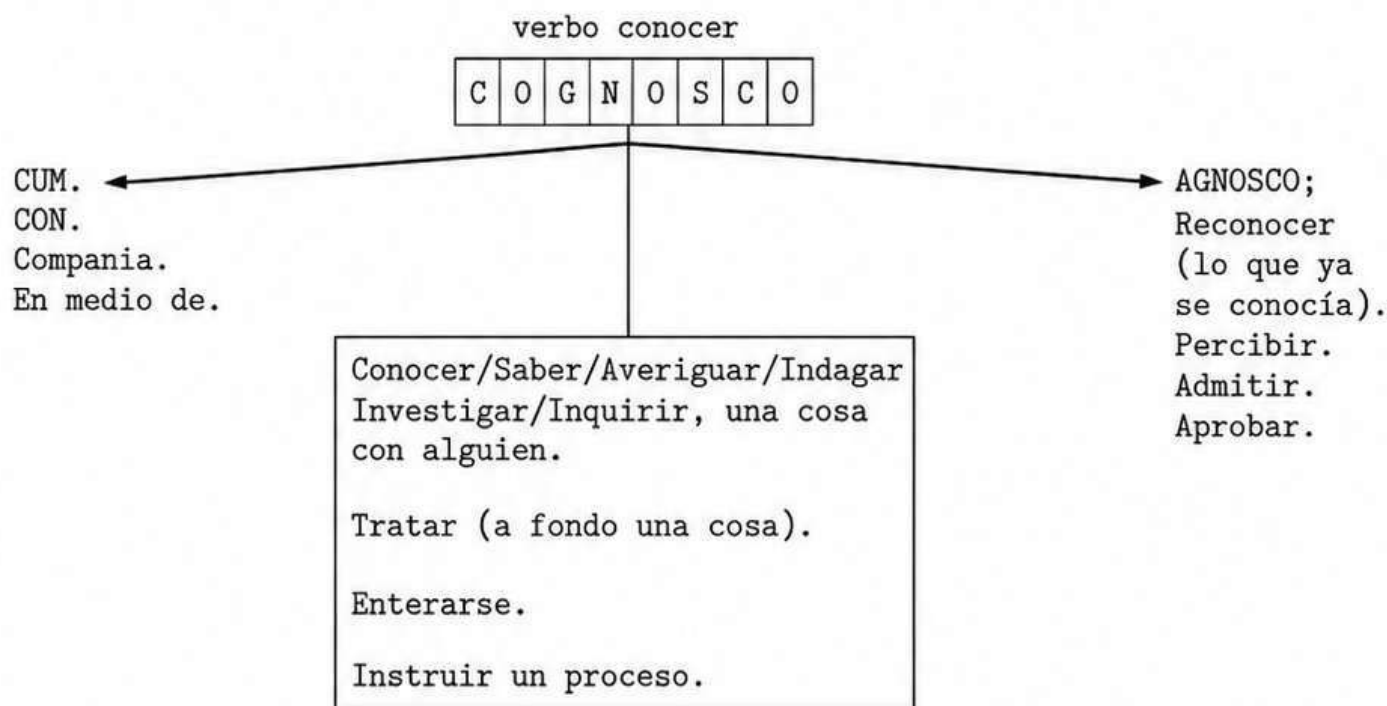 verbo conocer
COGNOSCO
CUM.
CON.
Compania.
En medio de.
AGNOSCO;
Reconocer
(lo que ya
se conocía).
Percibir.
Admitir.
Aprobar.
Conocer/Saber/Averiguar/Indagar
Investigar/Inquirir, una cosa
con alguien.
Tratar (a fondo una cosa).
Enterarse.
Instruir un proceso.